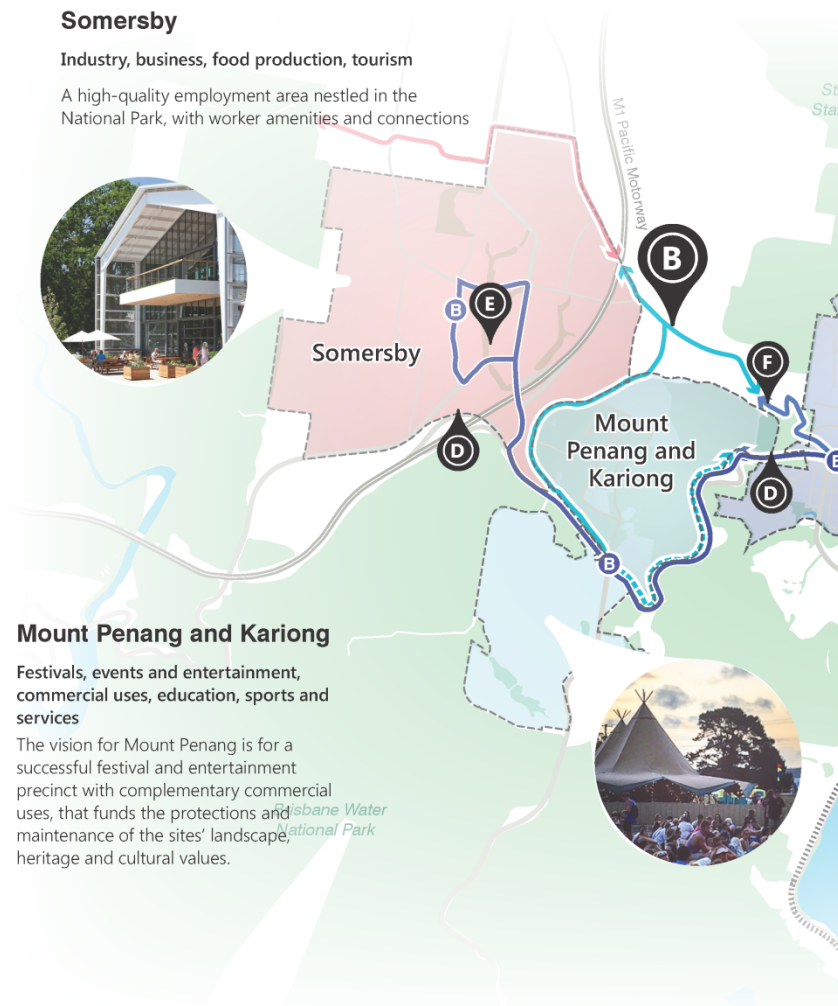 Somersby
Industry, business, food production, tourism
A high-quality employment area nestled in the
National Park, with worker amenities and connections
M1 Pacific Motorway
B
E
B
F
Somersby
Mount
Penang and
Kariong
D
D
B
Mount Penang and Kariong
Festivals, events and entertainment,
commercial uses, education, sports and
services
The vision for Mount Penang is for a
successful festival and entertainment
precinct with complementary commercial
uses, that funds the protections and
maintenance of the sites’ landscape,
heritage and cultural values.
Brisbane Water
National Park